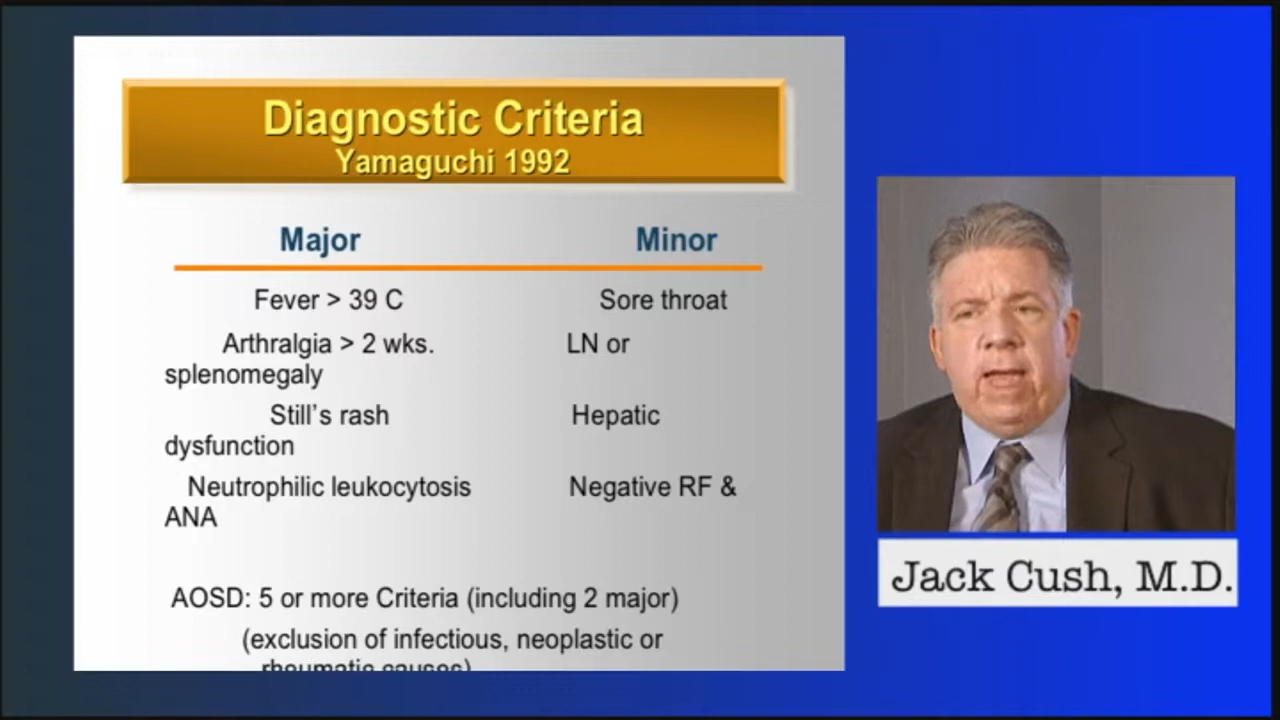 Diagnostic Criteria
Yamaguchi 1992
Major Minor
Fever > 39 C Sore throat
Arthralgia > 2 wks. LN or
splenomegaly
Still’s rash Hepatic
dysfunction
Neutrophilic leukocytosis Negative RF &
ANA
AOSD: 5 or more Criteria (including 2 major)
(exclusion of infectious, neoplastic or
rheumatic causes)
Jack Cush, M.D.